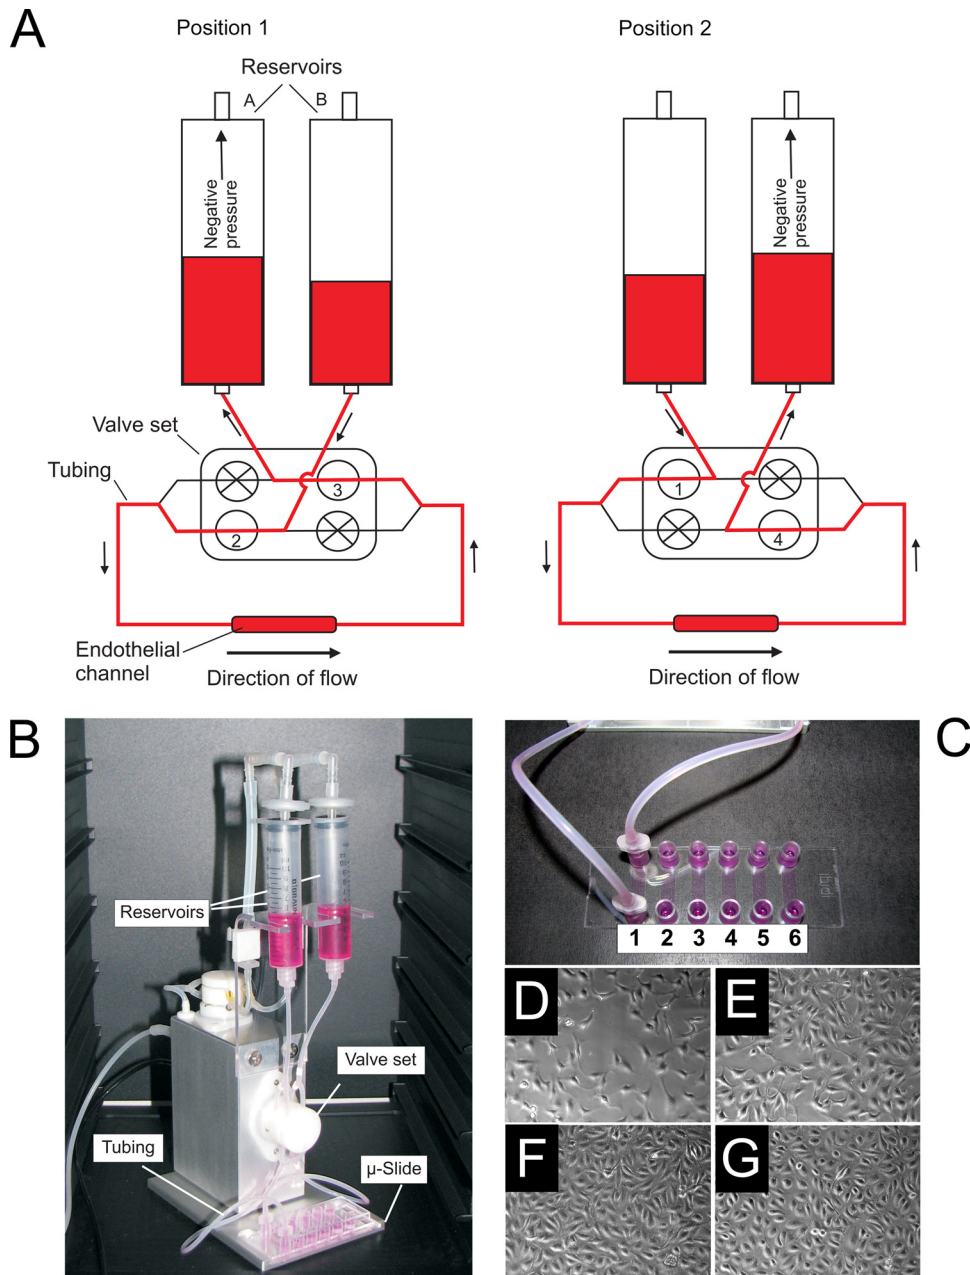 A
Position 1
Position 2
Reservoirs
A
B
Negative
pressure
Negative
pressure
Valve set
Tubing
3
2
1
4
Endothelial
channel
Direction of flow
Direction of flow
B
Reservoirs
Valve set
Tubing
µ-Slide
C
ibidi
1 2 3 4 5 6
D
E
F
G